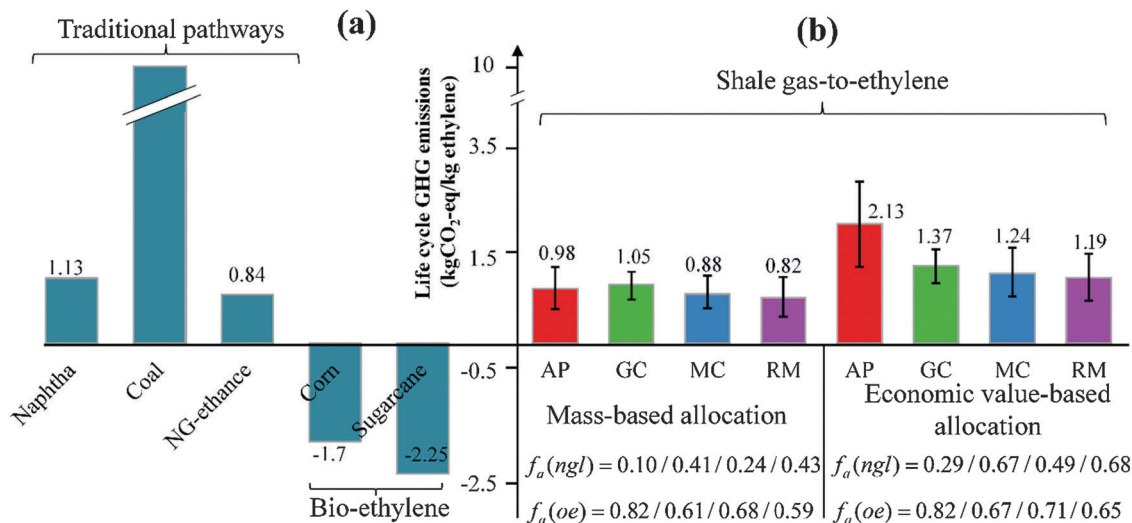 (a)
Traditional pathways
1.13
0.84
Naphtha
Coal
NG-ethance
Corn
Sugarcane
-1.7
-2.25
Bio-ethylene
Life cycle GHG emissions
(kgCO2-eq/kg ethylene)
10
3.5
1.5
-0.5
-2.5
(b)
Shale gas-to-ethylene
0.98
1.05
0.88
0.82
2.13
1.37
1.24
1.19
AP GC MC RM AP GC MC RM
Mass-based allocation
fa(ngl) = 0.10 / 0.41 / 0.24 / 0.43
fa(oe) = 0.82 / 0.61 / 0.68 / 0.59
Economic value-based
allocation
fa(ngl) = 0.29 / 0.67 / 0.49 / 0.68
fa(oe) = 0.82 / 0.67 / 0.71 / 0.65